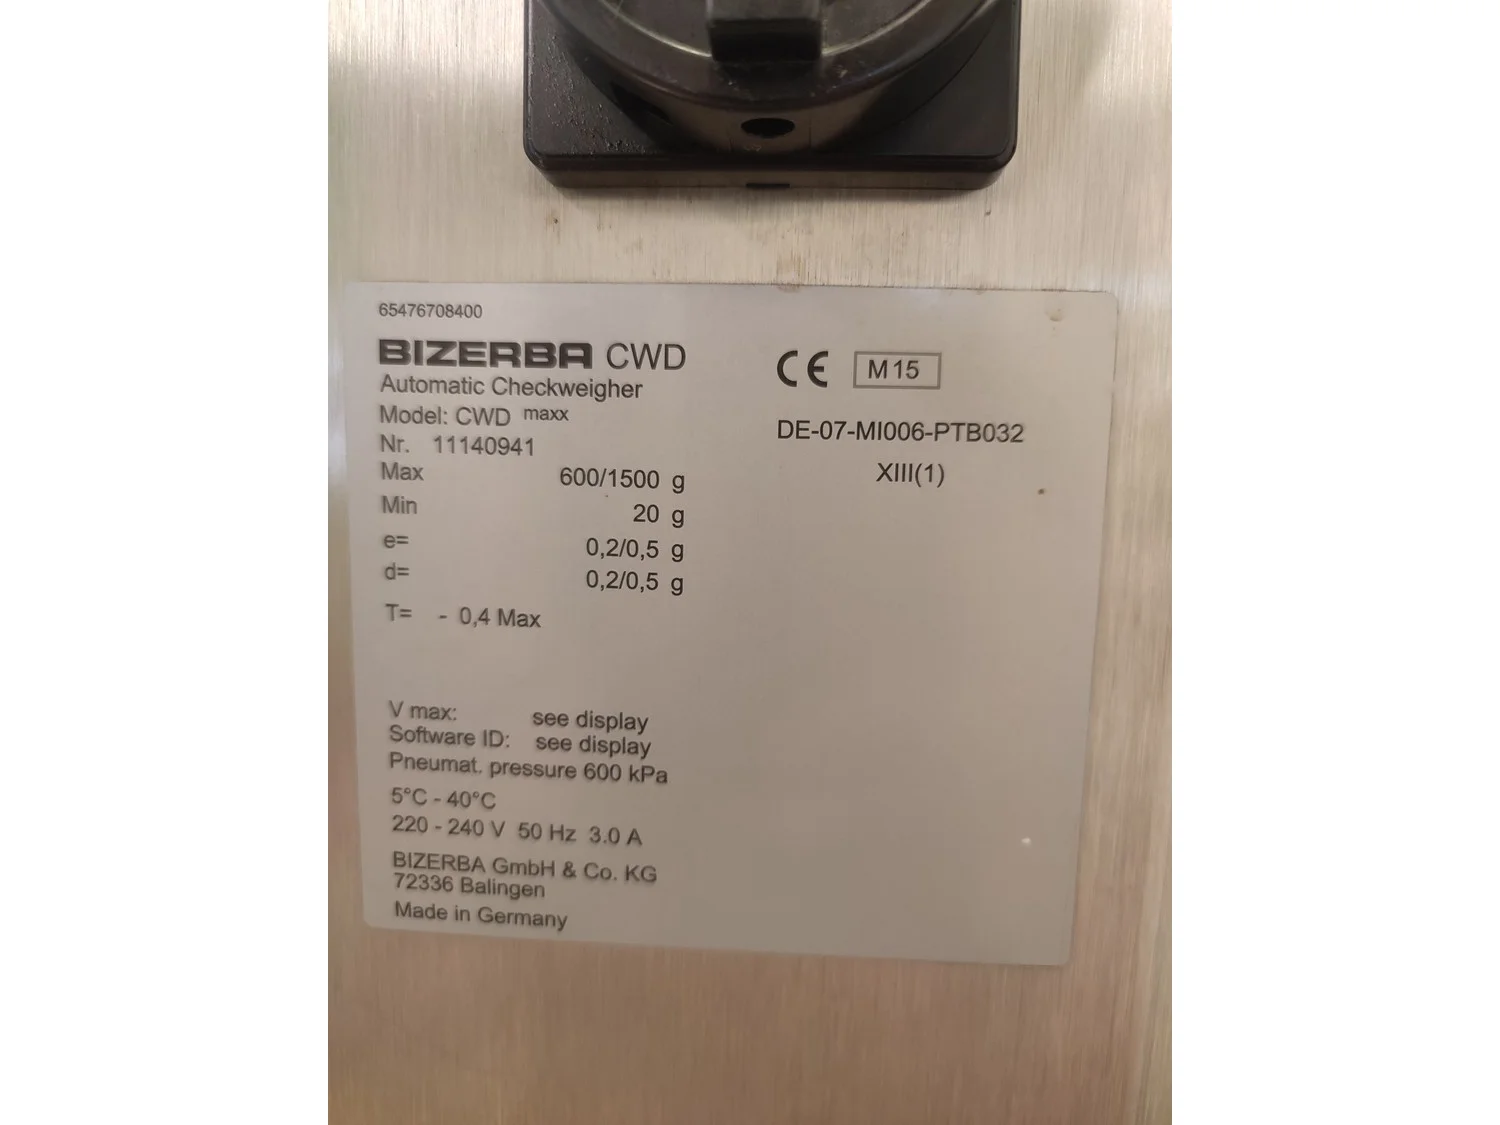 65476708400
BIZERBA CWD
Automatic Checkweigher
Model: CWD maxx
Nr. 11140941
Max 600/1500 g
Min 20 g
e= 0,2/0,5 g
d= 0,2/0,5 g
T= - 0,4 Max
V max: see display
Software ID: see display
Pneumat. pressure 600 kPa
5°C - 40°C
220 - 240 V 50 Hz 3.0 A
BIZERBA GmbH & Co. KG
72336 Balingen
Made in Germany
CE M15
DE-07-MI006-PTB032
XIII(1)